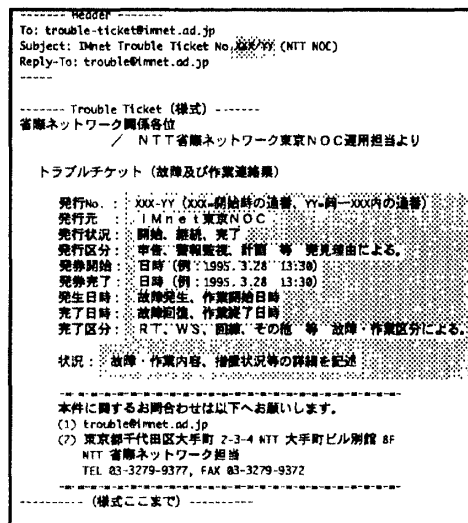 ------- Header -------
To: trouble-ticket@imnet.ad.jp
Subject: IMnet Trouble Ticket No.XXX/YY (NTT NOC)
Reply-To: trouble@imnet.ad.jp
-----
------- Trouble Ticket (様式) -------
省際ネットワーク関係各位
／ ＮＴＴ省際ネットワーク東京ＮＯＣ運用担当より
トラブルチケット（故障及び作業連絡票）
発行No. : XXX-YY (XXX=開始時の通番、YY=同一XXX内の通番)
発行元 : ＩＭｎｅｔ東京ＮＯＣ
発行状況 : 開始、継続、完了
発行区分 : 申告、警報監視、計画 等 発見理由による。
発券開始 : 日時 (例：1995. 3.28 13:30)
発券完了 : 日時 (例：1995. 3.28 13:30)
発生日時 : 故障発生、作業開始日時
完了日時 : 故障回復、作業終了日時
完了区分 : ＲＴ、ＷＳ、回線、その他 等 故障・作業区分による。
状況 : 故障・作業内容、措置状況等の詳細を記述
-=-=-=-=-=-=-=-=-=-=-=-=-=-=-=-=-=-=-
本件に関するお問合わせは以下へお願いします。
(1) trouble@imnet.ad.jp
(2) 東京都千代田区大手町 2-3-4 NTT 大手町ビル別館 8F
NTT 省際ネットワーク担当
TEL 03-3279-9377, FAX 03-3279-9372
-=-=-=-=-=-=-=-=-=-=-=-=-=-=-=-=-=-=-
---------- (様式ここまで) ----------